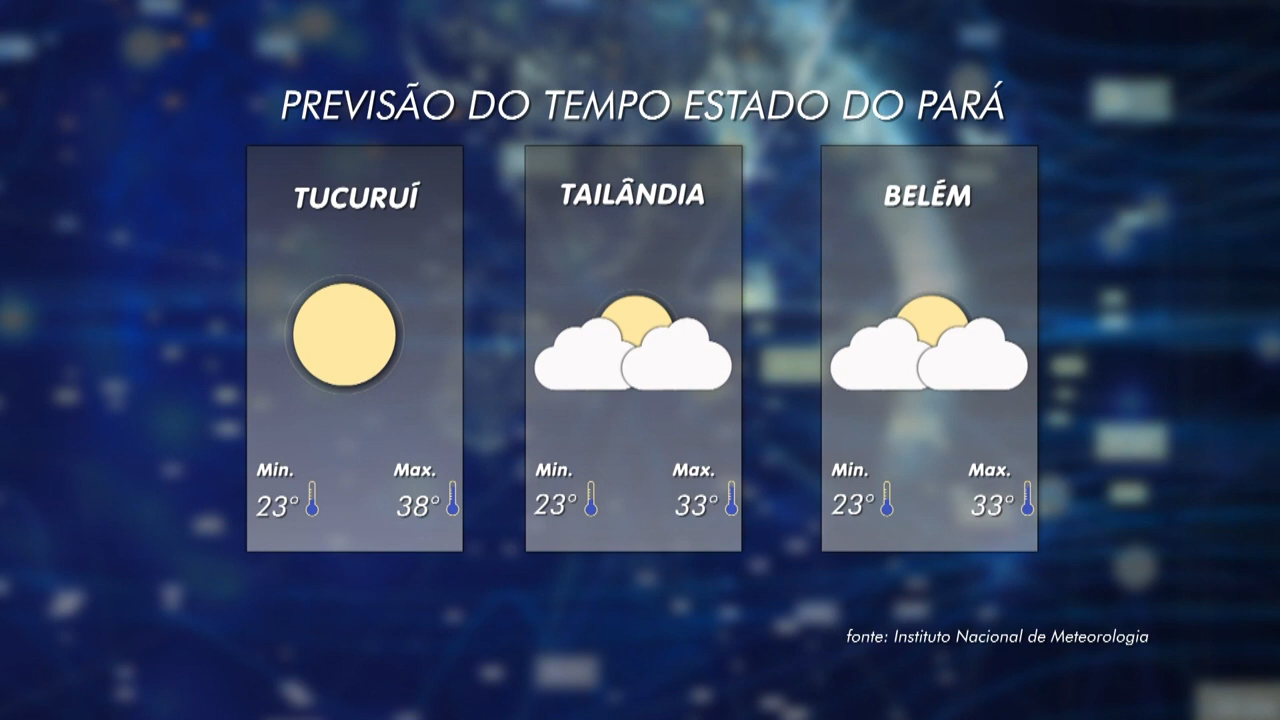 PREVISÃO DO TEMPO ESTADO DO PARÁ
TUCURUÍ
Min. Max.
23° 38°
TAILÂNDIA
Min. Max.
23° 33°
BELÉM
Min. Max.
23° 33°
fonte: Instituto Nacional de Meteorologia